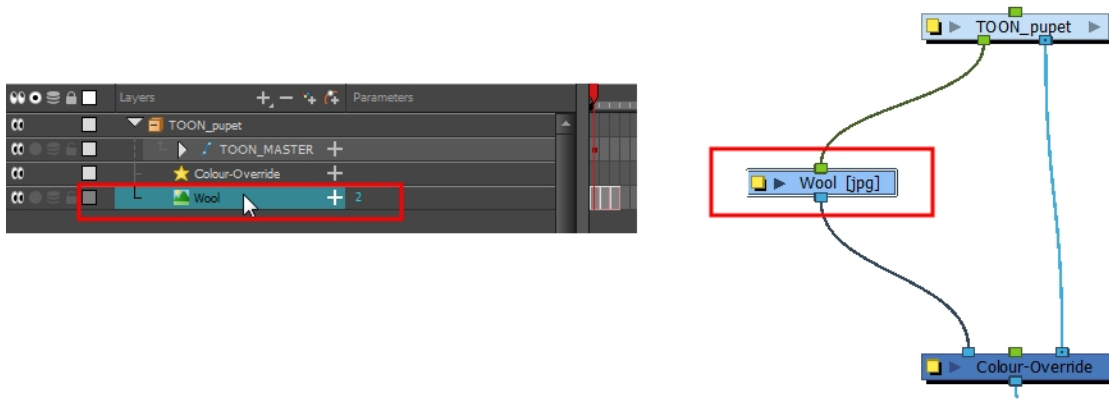 Layers Parameters
TOON_pupet
TOON_MASTER
Colour-Override
Wool 2
TOON_pupet
Wool [jpg]
Colour-Override